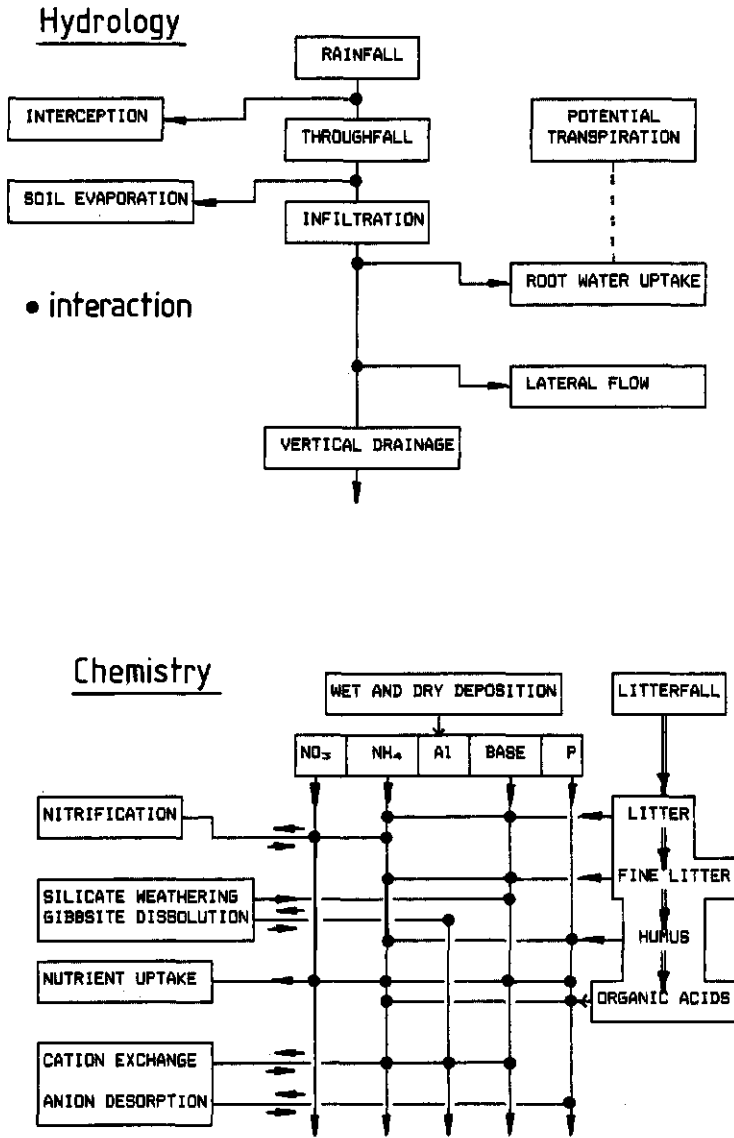 Hydrology
RAINFALL
INTERCEPTION
THROUGHFALL
POTENTIAL
TRANSPIRATION
SOIL EVAPORATION
INFILTRATION
ROOT WATER UPTAKE
• interaction
LATERAL FLOW
VERTICAL DRAINAGE
Chemistry
WET AND DRY DEPOSITION
LITTERFALL
NO₃ NH₄ Al BASE P
NITRIFICATION
LITTER
FINE LITTER
SILICATE WEATHERING
GIBBSITE DISSOLUTION
HUMUS
NUTRIENT UPTAKE
ORGANIC ACIDS
CATION EXCHANGE
ANION DESORPTION